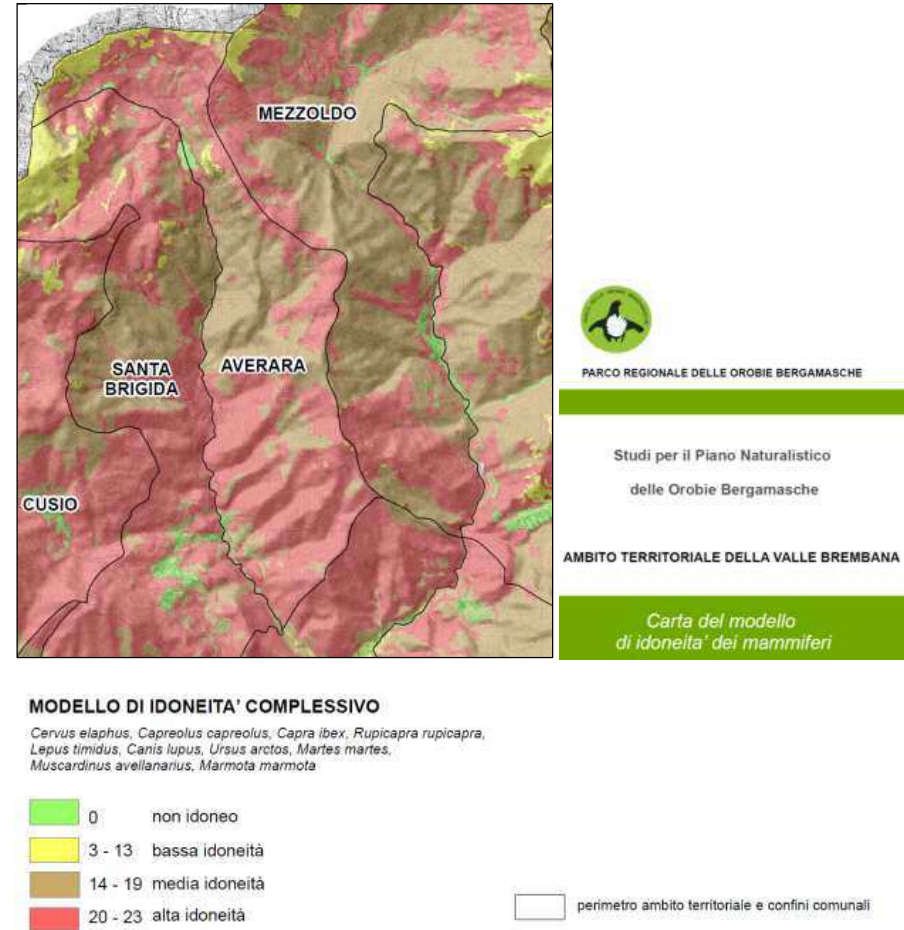 MEZZOLDO
SANTA
BRIGIDA
AVERARA
CUSIO
PARCO REGIONALE DELLE OROBIE BERGAMASCHE
Studi per il Piano Naturalistico
delle Orobie Bergamasche
AMBITO TERRITORIALE DELLA VALLE BREMBANA
Carta del modello
di idoneita' dei mammiferi
MODELLO DI IDONEITA' COMPLESSIVO
Cervus elaphus, Capreolus capreolus, Capra ibex, Rupicapra rupicapra,
Lepus timidus, Canis lupus, Ursus arctos, Martes martes,
Muscardinus avellanarius, Marmota marmota
0 non idoneo
3 - 13 bassa idoneità
14 - 19 media idoneità
20 - 23 alta idoneità
perimetro ambito territoriale e confini comunali